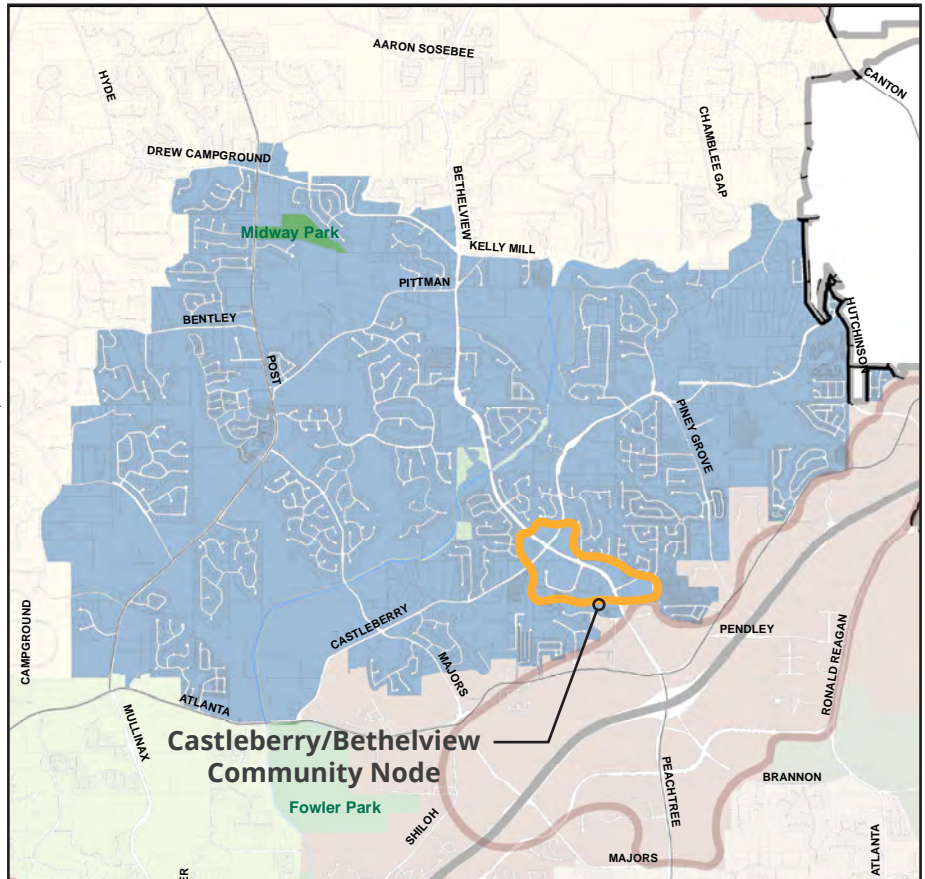 AARON SOSEBEE
HYDE
CANTON
CHAMBLEE GAP
DREW CAMPGROUND
BETHELVIEW
Midway Park
KELLY MILL
PITTMAN
BENTLEY
HUTCHINSON
POST
PINEY GROVE
CASTLEBERRY
CAMPGROUND
PENDLEY
MAJORS
RONALD REAGAN
ATLANTA
MULLINAX
Castleberry/Bethelview
Community Node
PEACHTREE
BRANNON
Fowler Park
SHILOH
ATLANTA
MAJORS
ER